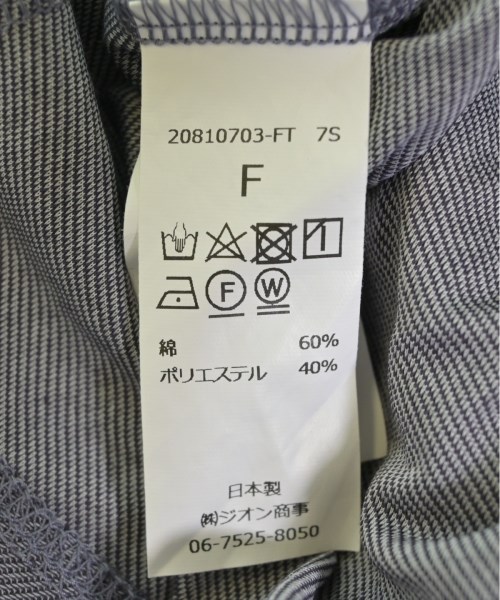 20810703-FT 7S
F
F W
綿 60%
ポリエステル 40%
日本製
㈱ジオン商事
06-7525-8050